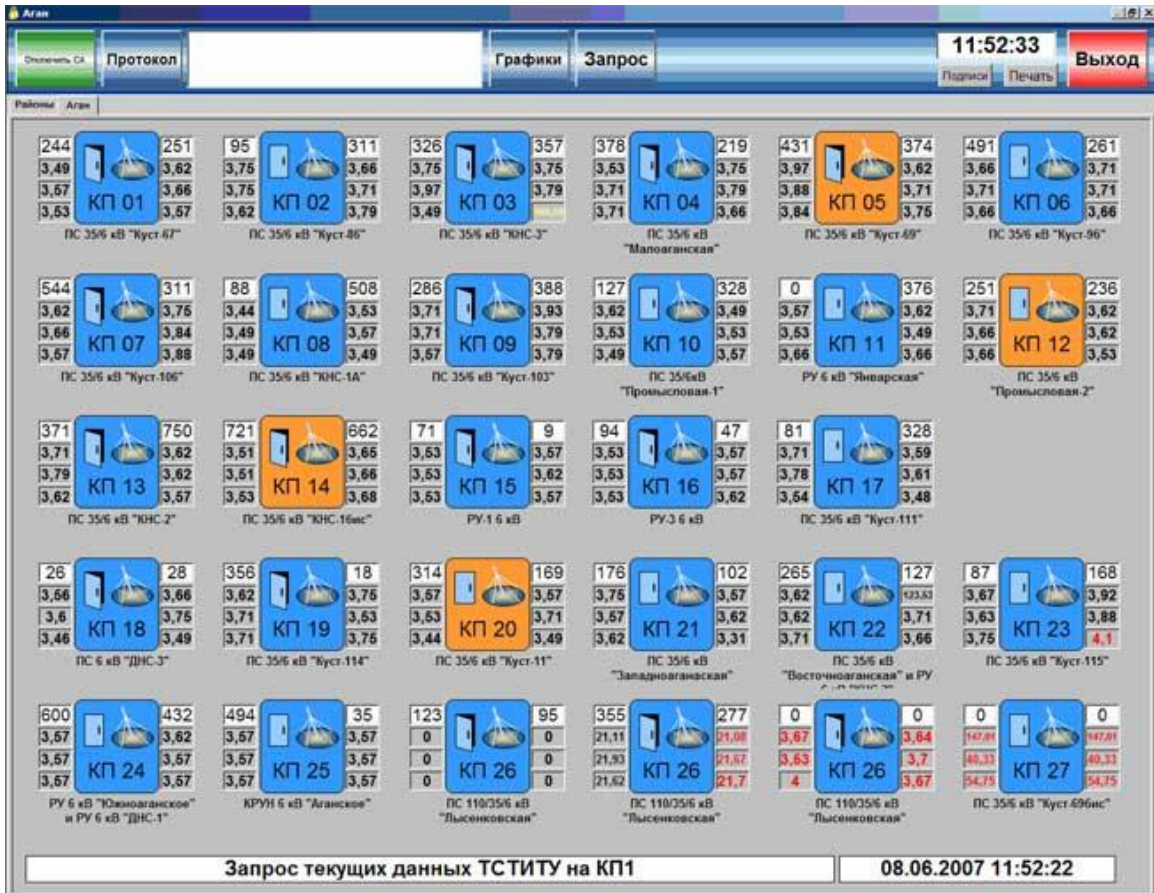 Аган
Отключить СА
Протокол
Графики
Запрос
11:52:33
Подписи
Печать
Выход
Районы Аган
244 251 95 311 326 357 378 219 431 374 491 261
3,49 3,62 3,75 3,66 3,75 3,75 3,53 3,75 3,97 3,62 3,66 3,71
3,57 3,66 3,75 3,71 3,97 3,79 3,71 3,79 3,88 3,71 3,71 3,71
3,53 3,57 3,62 3,79 3,49 3,71 3,66 3,84 3,75 3,66 3,66
КП 01 КП 02 КП 03 КП 04 КП 05 КП 06
ПС 35/6 кВ "Куст-67" ПС 35/6 кВ "Куст-86" ПС 35/6 кВ "КНС-3" ПС 35/6 кВ ПС 35/6 кВ "Куст-69" ПС 35/6 кВ "Куст-96"
"Малоаганская"
544 311 88 508 286 388 127 328 0 376 251 236
3,62 3,75 3,44 3,53 3,71 3,93 3,62 3,49 3,57 3,62 3,71 3,62
3,66 3,84 3,49 3,57 3,71 3,79 3,53 3,53 3,53 3,49 3,66 3,62
3,57 3,88 3,49 3,49 3,57 3,79 3,49 3,57 3,66 3,66 3,66 3,53
КП 07 КП 08 КП 09 КП 10 КП 11 КП 12
ПС 35/6 кВ "Куст-106" ПС 35/6 кВ "КНС-1А" ПС 35/6 кВ "Куст-103" ПС 35/6кВ РУ 6 кВ "Январская" ПС 35/6 кВ
"Промысловая-1" "Промысловая-2"
371 750 721 662 71 9 94 47 81 328
3,71 3,62 3,51 3,65 3,53 3,57 3,53 3,57 3,71 3,59
3,79 3,62 3,51 3,66 3,53 3,62 3,53 3,57 3,78 3,61
3,62 3,57 3,53 3,68 3,53 3,57 3,53 3,62 3,54 3,48
КП 13 КП 14 КП 15 КП 16 КП 17
ПС 35/6 кВ "КНС-2" ПС 35/6 кВ "КНС-16ис" РУ-1 6 кВ РУ-3 6 кВ ПС 35/6 кВ "Куст-111"
26 28 356 18 314 169 176 102 265 127 87 168
3,56 3,66 3,62 3,75 3,57 3,57 3,75 3,57 3,62 123,53 3,67 3,92
3,6 3,75 3,71 3,53 3,53 3,71 3,57 3,62 3,62 3,71 3,63 3,88
3,46 3,49 3,71 3,75 3,44 3,49 3,62 3,31 3,71 3,66 3,75 4,1
КП 18 КП 19 КП 20 КП 21 КП 22 КП 23
ПС 6 кВ "ДНС-3" ПС 35/6 кВ "Куст-114" ПС 35/6 кВ "Куст-11" ПС 35/6 кВ ПС 35/6 кВ ПС 35/6 кВ "Куст-115"
"Западноаганаская" "Восточноаганская" и РУ
600 432 494 35 123 95 355 277 0 0 0 0
3,57 3,62 3,57 3,57 0 0 21,11 21,08 3,67 3,64 147,01 147,01
3,57 3,57 3,57 3,57 0 0 21,93 21,67 3,63 3,7 40,33 40,33
3,57 3,57 3,57 3,57 0 0 21,62 21,7 4 3,67 54,75 54,75
КП 24 КП 25 КП 26 КП 26 КП 26 КП 27
РУ 6 кВ "Южноаганское" КРУН 6 кВ "Аганское" ПС 110/35/6 кВ ПС 110/35/6 кВ ПС 110/35/6 кВ ПС 35/6 кВ "Куст-696ис"
и РУ 6 кВ "ДНС-1" "Лысенковская" "Лысенковская" "Лысенковская"
Запрос текущих данных ТСТИТУ на КП1
08.06.2007 11:52:22